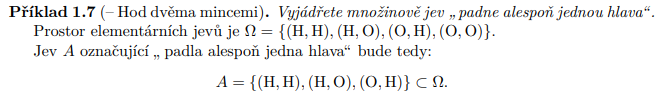 Příklad 1.7 (– Hod dvěma mincemi). Vyjádřete množinově jev „ padne alespoň jednou hlava“.
Prostor elementárních jevů je Ω = {(H, H), (H, O), (O, H), (O, O)}.
Jev A označující „ padla alespoň jedna hlava“ bude tedy:
A = {(H, H), (H, O), (O, H)} ⊂ Ω.